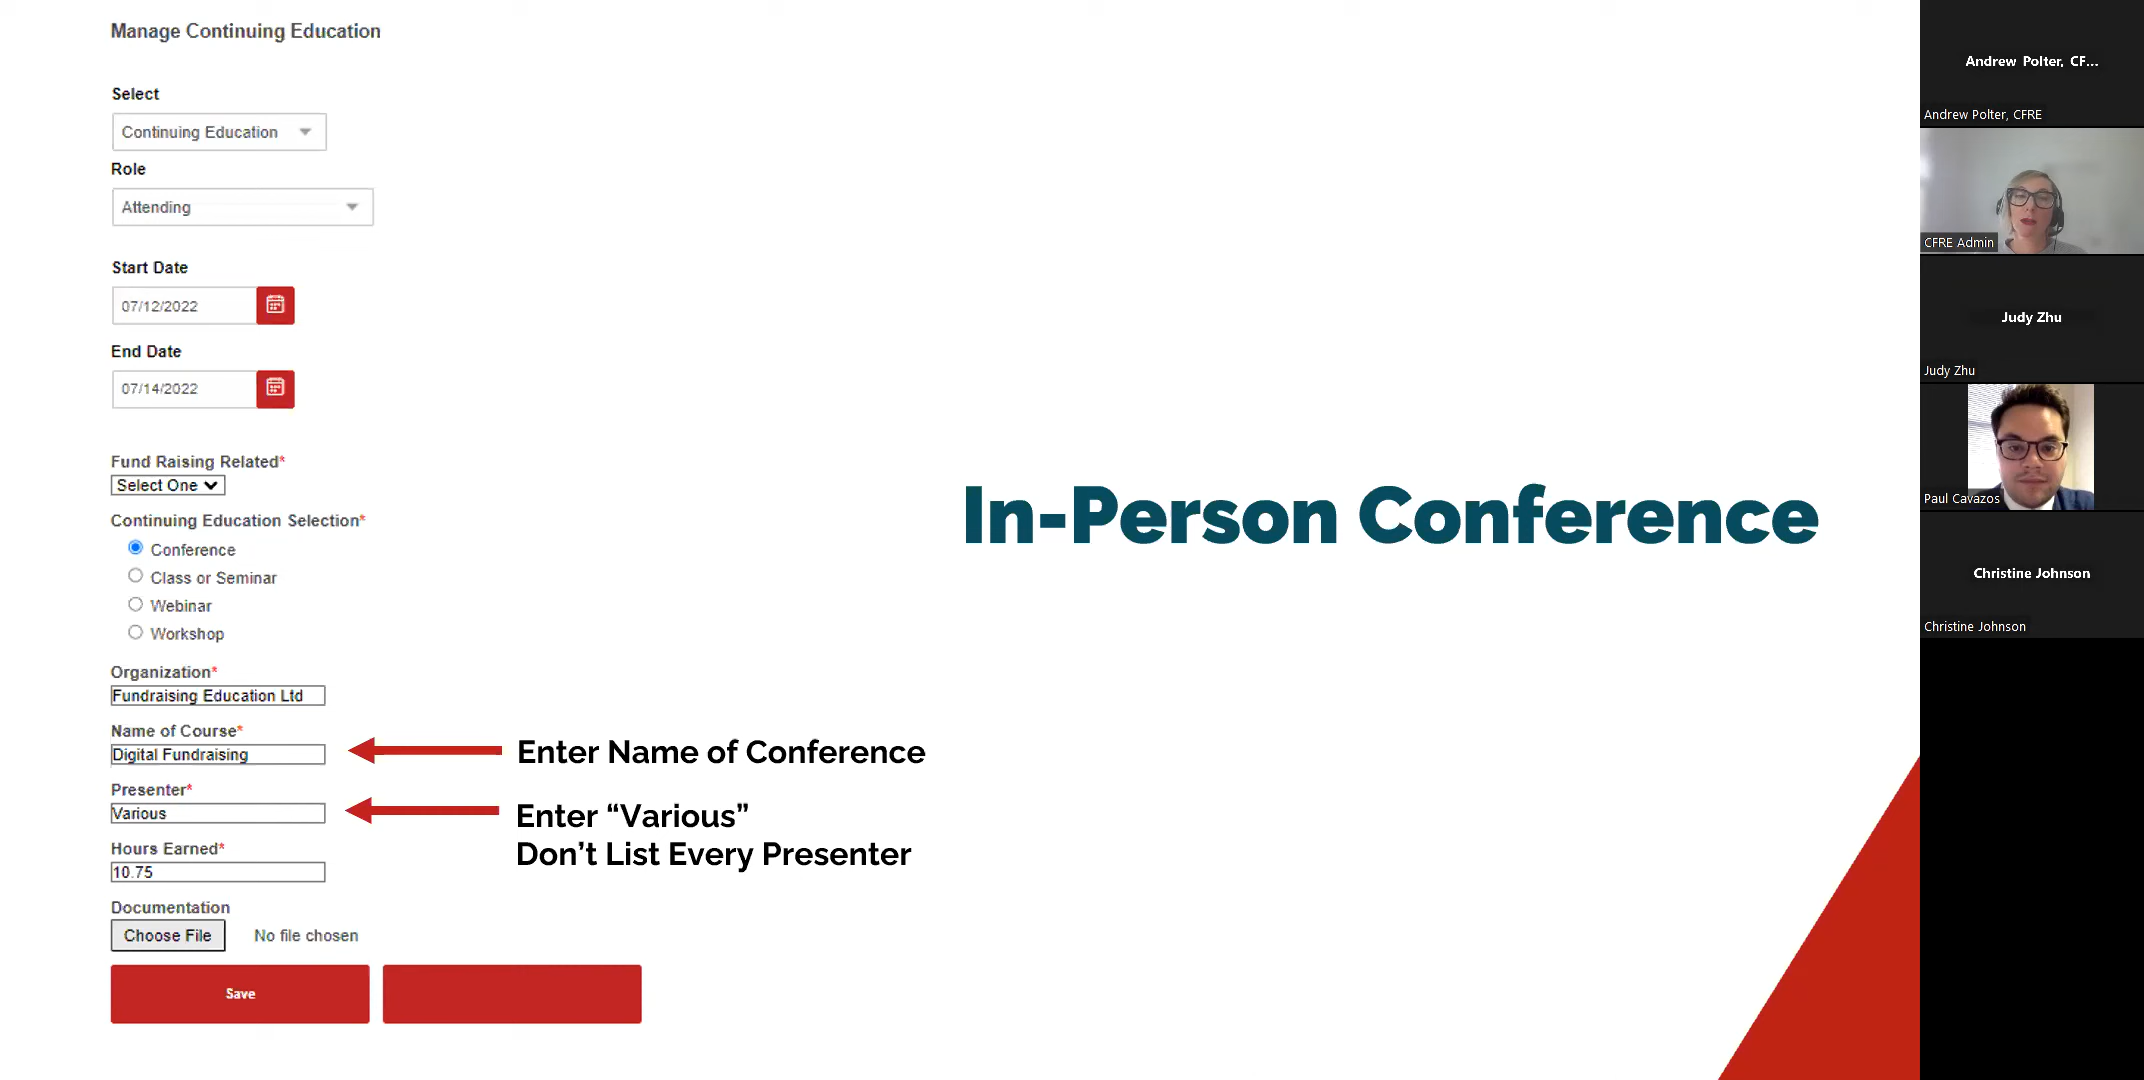 Manage Continuing Education
Select
Continuing Education
Role
Attending
Start Date
07/12/2022
End Date
07/14/2022
Fund Raising Related*
Select One
Continuing Education Selection*
Conference
Class or Seminar
Webinar
Workshop
Organization*
Fundraising Education Ltd
Name of Course*
Digital Fundraising
Presenter*
Various
Hours Earned*
10.75
Documentation
Choose File No file chosen
Save
Enter Name of Conference
Enter “Various”
Don’t List Every Presenter
In-Person Conference
Andrew Polter, CF...
Andrew Polter, CFRE
CFRE Admin
Judy Zhu
Judy Zhu
Paul Cavazos
Christine Johnson
Christine Johnson